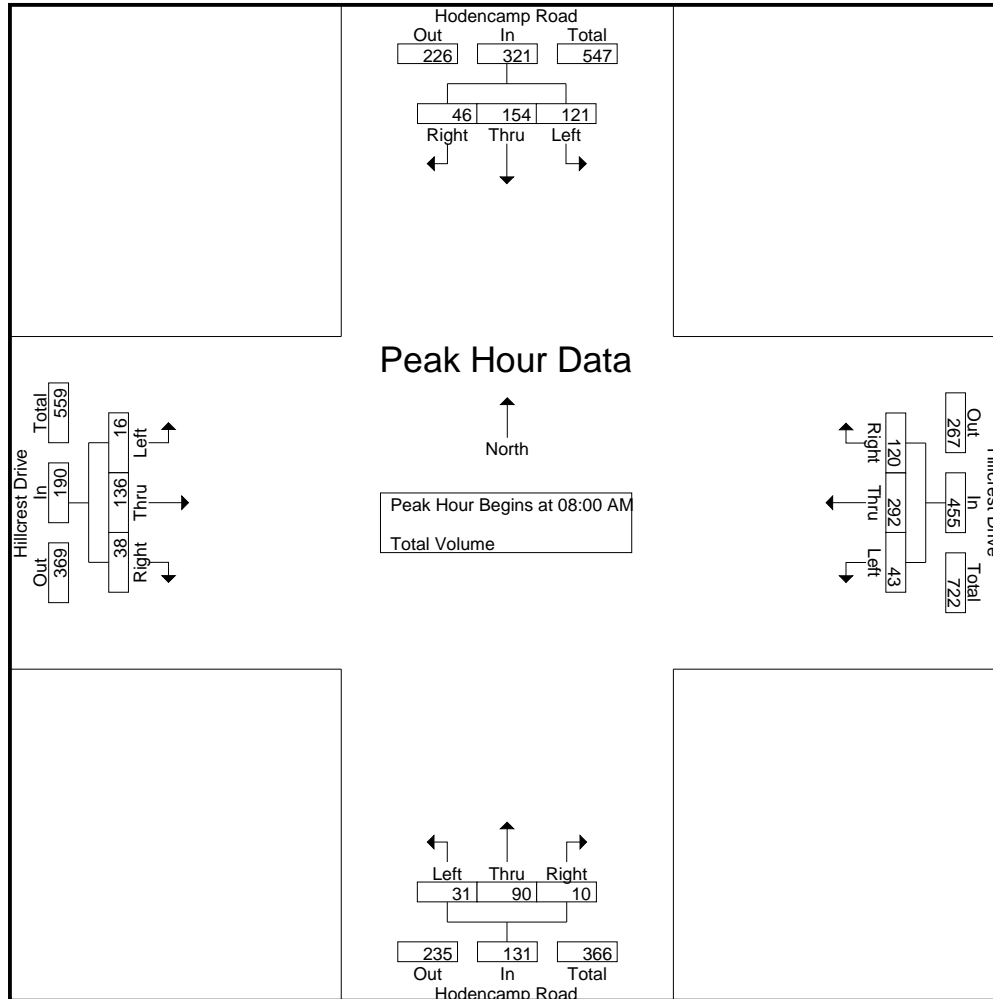 Hodencamp Road
Out In Total
226 321 547
46 154 121
Right Thru Left
Peak Hour Data
North
Peak Hour Begins at 08:00 AM
Total Volume
Hillcrest Drive
Out In Total
369 190 559
38 136 16
Right Thru Left
Hillcrest Drive
Out In Total
267 455 722
120 292 43
Right Thru Left
Left Thru Right
31 90 10
235 131 366
Out In Total
Hodencamp Road